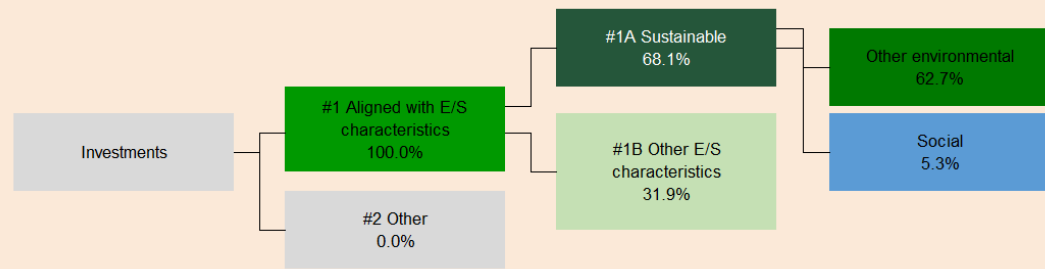 Investments
#1 Aligned with E/S
characteristics
100.0%
#2 Other
0.0%
#1A Sustainable
68.1%
#1B Other E/S
characteristics
31.9%
Other environmental
62.7%
Social
5.3%